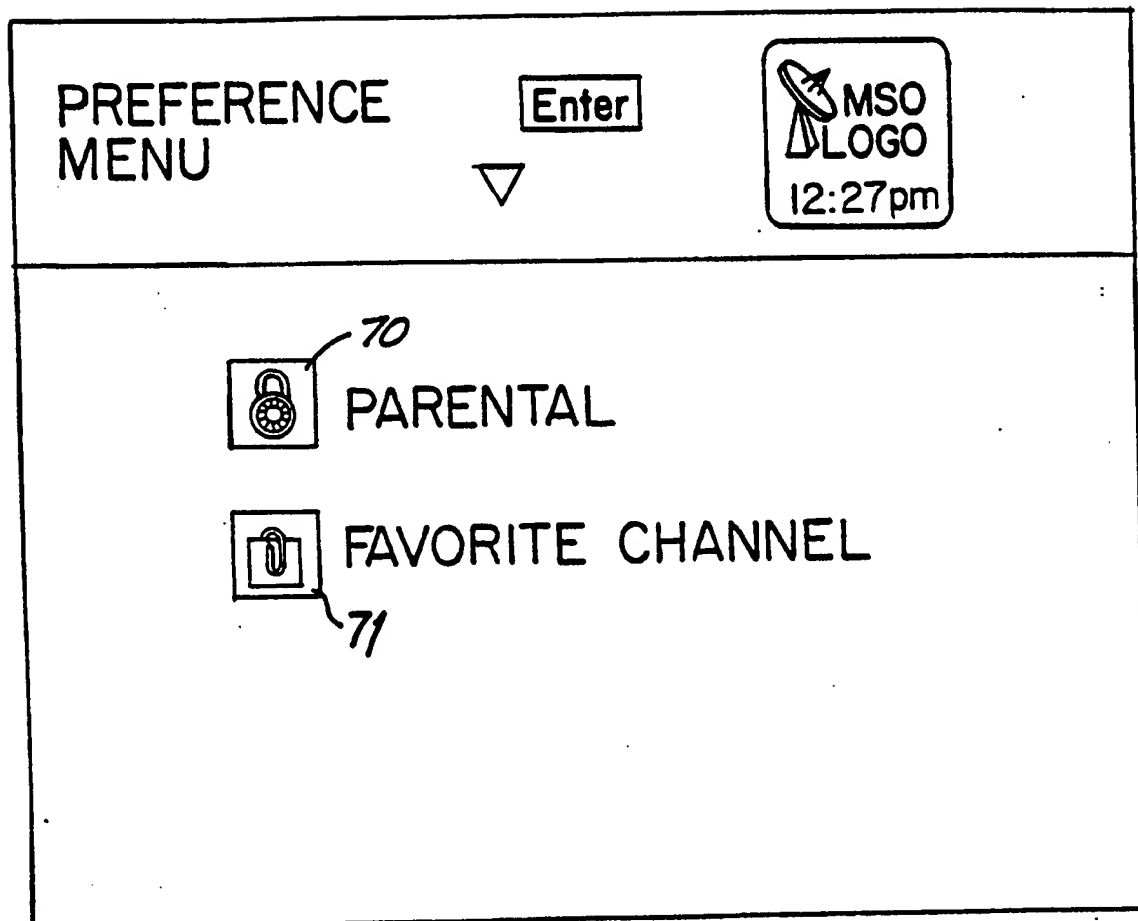 PREFERENCE
MENU
Enter
MSO
LOGO
12:27pm
70
PARENTAL
FAVORITE CHANNEL
71